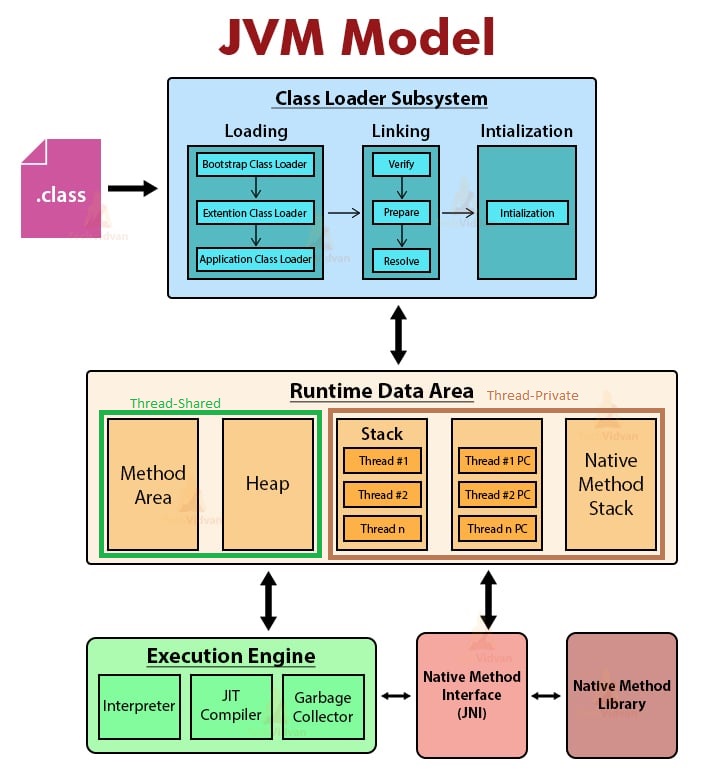 JVM Model
Class Loader Subsystem
Loading
Linking
Intialization
.class
Bootstrap Class Loader
Extention Class Loader
Application Class Loader
Verify
Prepare
Resolve
Intialization
Runtime Data Area
Thread-Shared
Thread-Private
Method
Area
Heap
Stack
Thread #1
Thread #2
Thread n
Thread #1 PC
Thread #2 PC
Thread n PC
Native
Method
Stack
Execution Engine
Interpreter
JIT
Compiler
Garbage
Collector
Native Method
Interface
(JNI)
Native Method
Library